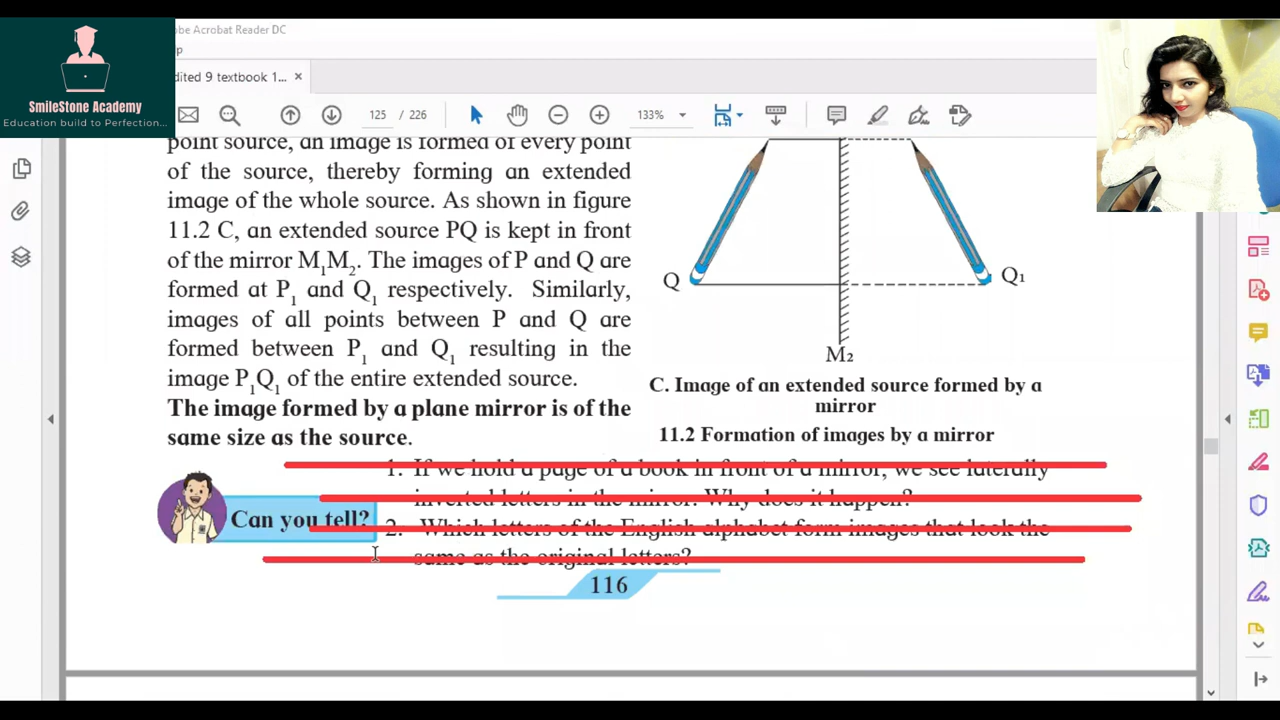 obe Acrobat Reader DC
p
SmileStone Academy
Education build to Perfection...
dited 9 textbook 1... ×
125 / 226
133%
point source, an image is formed of every point
of the source, thereby forming an extended
image of the whole source. As shown in figure
11.2 C, an extended source PQ is kept in front
of the mirror M1M2. The images of P and Q are
formed at P1 and Q1 respectively. Similarly,
images of all points between P and Q are
formed between P1 and Q1 resulting in the
image P1Q1 of the entire extended source.
The image formed by a plane mirror is of the
same size as the source.
Q
Q1
M2
C. Image of an extended source formed by a
mirror
11.2 Formation of images by a mirror
Can you tell?
1. If we hold a page of a book in front of a mirror, we see laterally
inverted letters in the mirror. Why does it happen?
2. Which letters of the English alphabet form images that look the
same as the original letters?
116